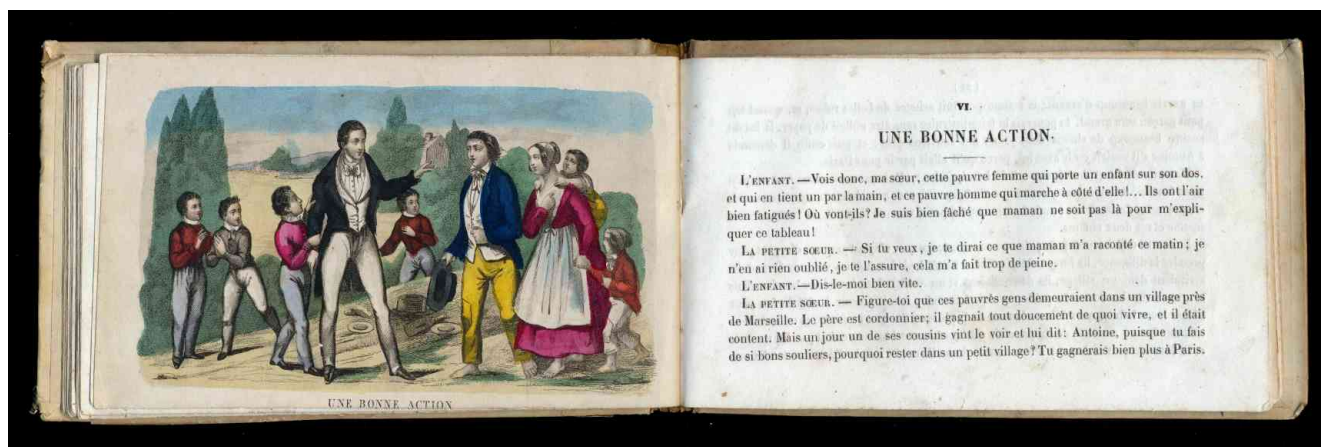 UNE BONNE ACTION
VI.
UNE BONNE ACTION.
L'ENFANT. —Vois donc, ma sœur, cette pauvre femme qui porte un enfant sur son dos,
et qui en tient un par la main, et ce pauvre homme qui marche à côté d'elle!... Ils ont l'air
bien fatigués! Où vont-ils? Je suis bien fâché que maman ne soit pas là pour m'expli-
quer ce tableau!
LA PETITE SŒUR. — Si tu veux, je te dirai ce que maman m'a raconté ce matin; je
n'en ai rien oublié, je te l'assure, cela m'a fait trop de peine.
L'ENFANT.—Dis-le-moi bien vite.
LA PETITE SŒUR. — Figure-toi que ces pauvres gens demeuraient dans un village près
de Marseille. Le père est cordonnier; il gagnait tout doucement de quoi vivre, et il était
content. Mais un jour un de ses cousins vint le voir et lui dit: Antoine, puisque tu fais
de si bons souliers, pourquoi rester dans un petit village? Tu gagnerais bien plus à Paris.